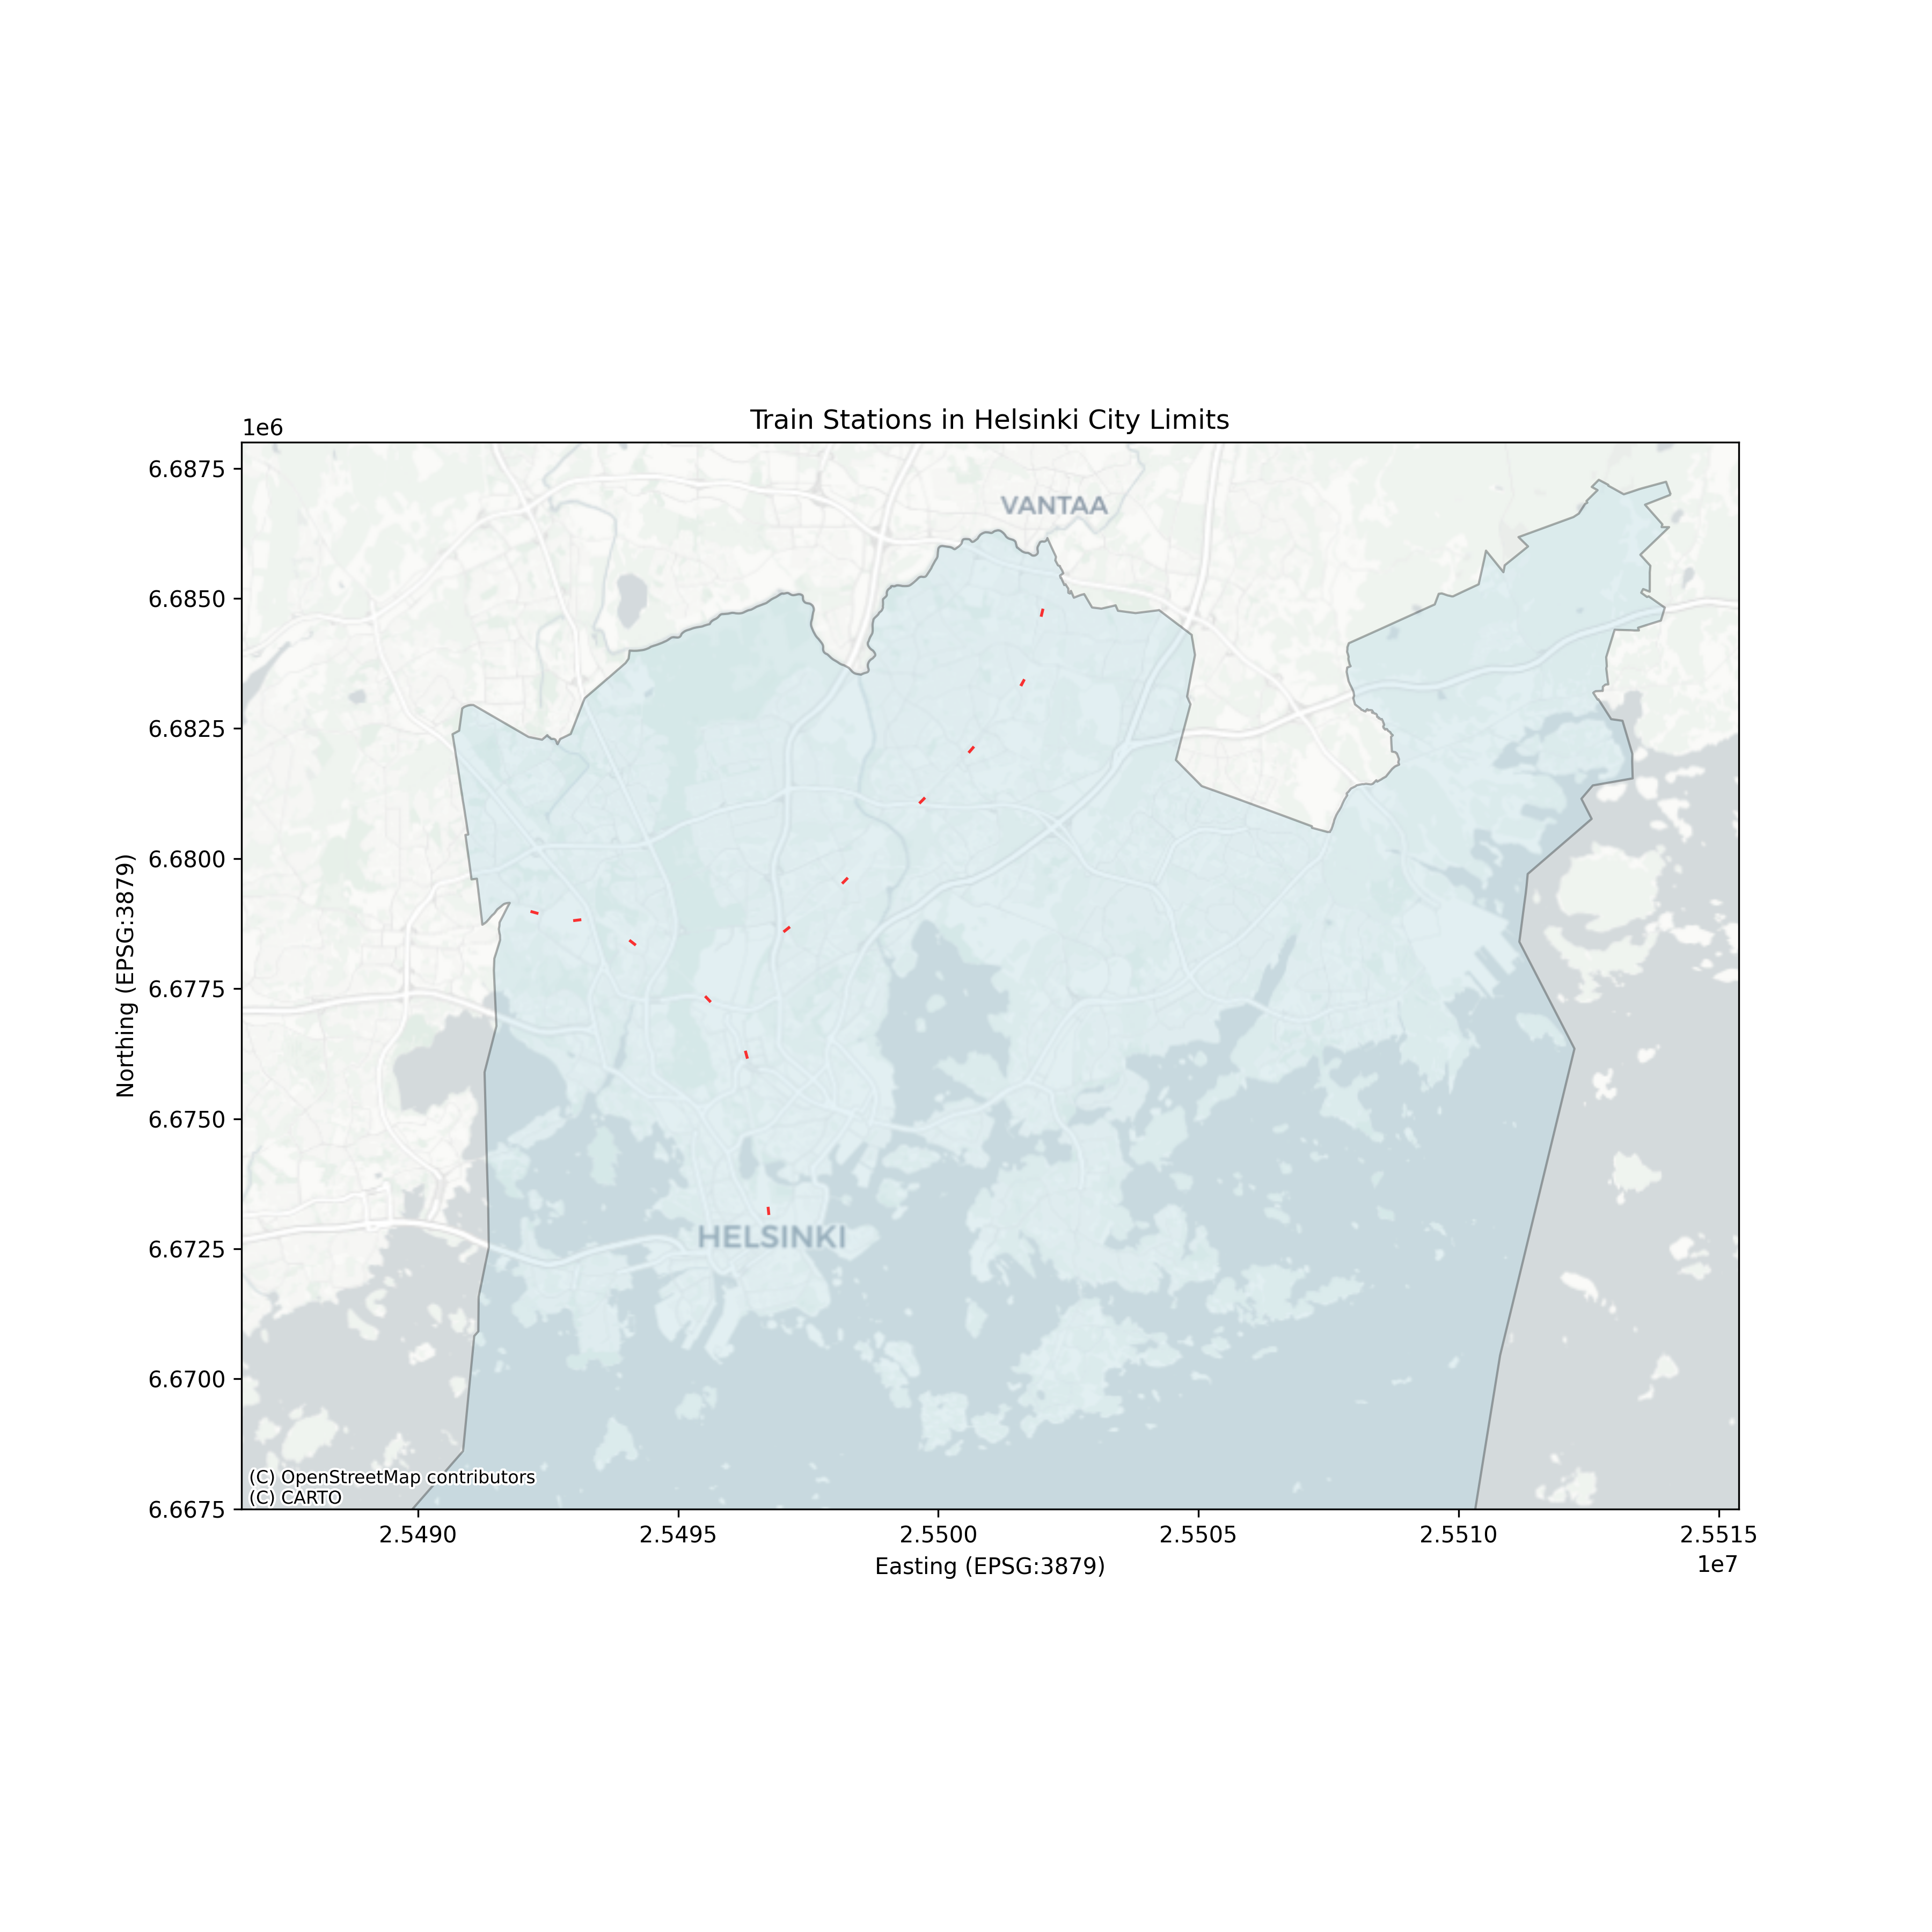 Train Stations in Helsinki City Limits
1e6
6.6875
6.6850
6.6825
6.6800
6.6775
6.6750
6.6725
6.6700
6.6675
Northing (EPSG:3879)
VANTAA
HELSINKI
(C) OpenStreetMap contributors
(C) CARTO
2.5490 2.5495 2.5500 2.5505 2.5510 2.5515
1e7
Easting (EPSG:3879)